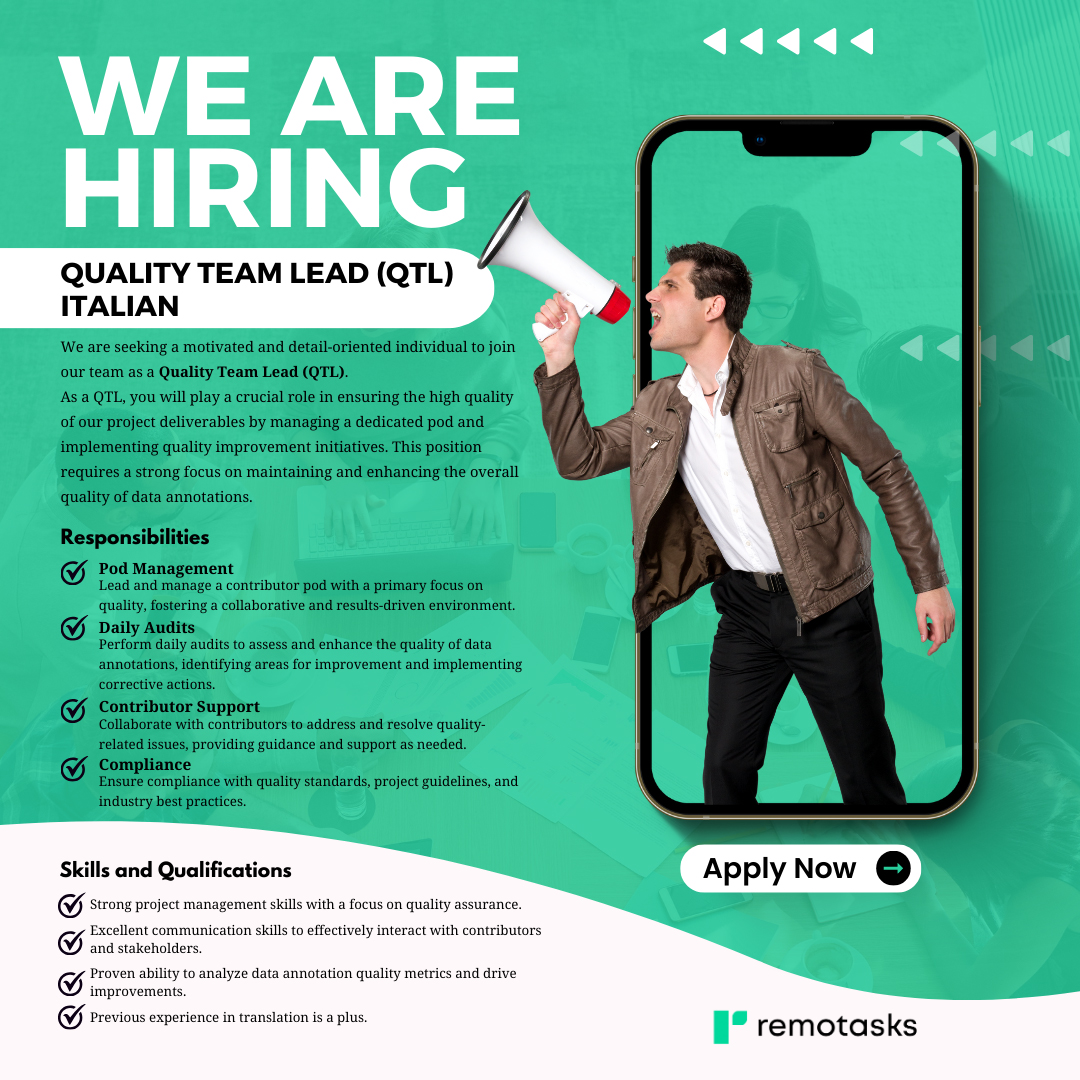 WE ARE
HIRING
QUALITY TEAM LEAD (QTL)
ITALIAN
We are seeking a motivated and detail-oriented individual to join
our team as a Quality Team Lead (QTL).
As a QTL, you will play a crucial role in ensuring the high quality
of our project deliverables by managing a dedicated pod and
implementing quality improvement initiatives. This position
requires a strong focus on maintaining and enhancing the overall
quality of data annotations.
Responsibilities
Pod Management
Lead and manage a contributor pod with a primary focus on
quality, fostering a collaborative and results-driven environment.
Daily Audits
Perform daily audits to assess and enhance the quality of data
annotations, identifying areas for improvement and implementing
corrective actions.
Contributor Support
Collaborate with contributors to address and resolve quality-
related issues, providing guidance and support as needed.
Compliance
Ensure compliance with quality standards, project guidelines, and
industry best practices.
Skills and Qualifications
Strong project management skills with a focus on quality assurance.
Excellent communication skills to effectively interact with contributors
and stakeholders.
Proven ability to analyze data annotation quality metrics and drive
improvements.
Previous experience in translation is a plus.
Apply Now
remotasks